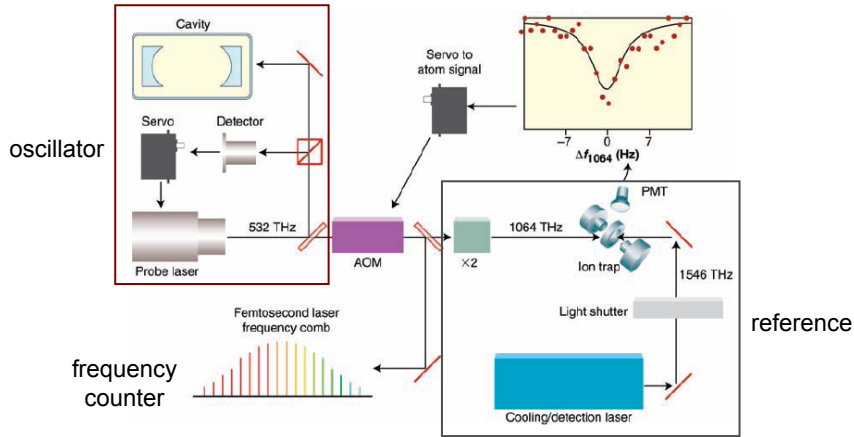 Cavity
Servo to
atom signal
Servo
Detector
oscillator
−7
0
7
Δf1064 (Hz)
PMT
532 THz
1064 THz
Probe laser
AOM
×2
Ion trap
1546 THz
Light shutter
reference
Femtosecond laser
frequency comb
frequency
counter
Cooling/detection laser